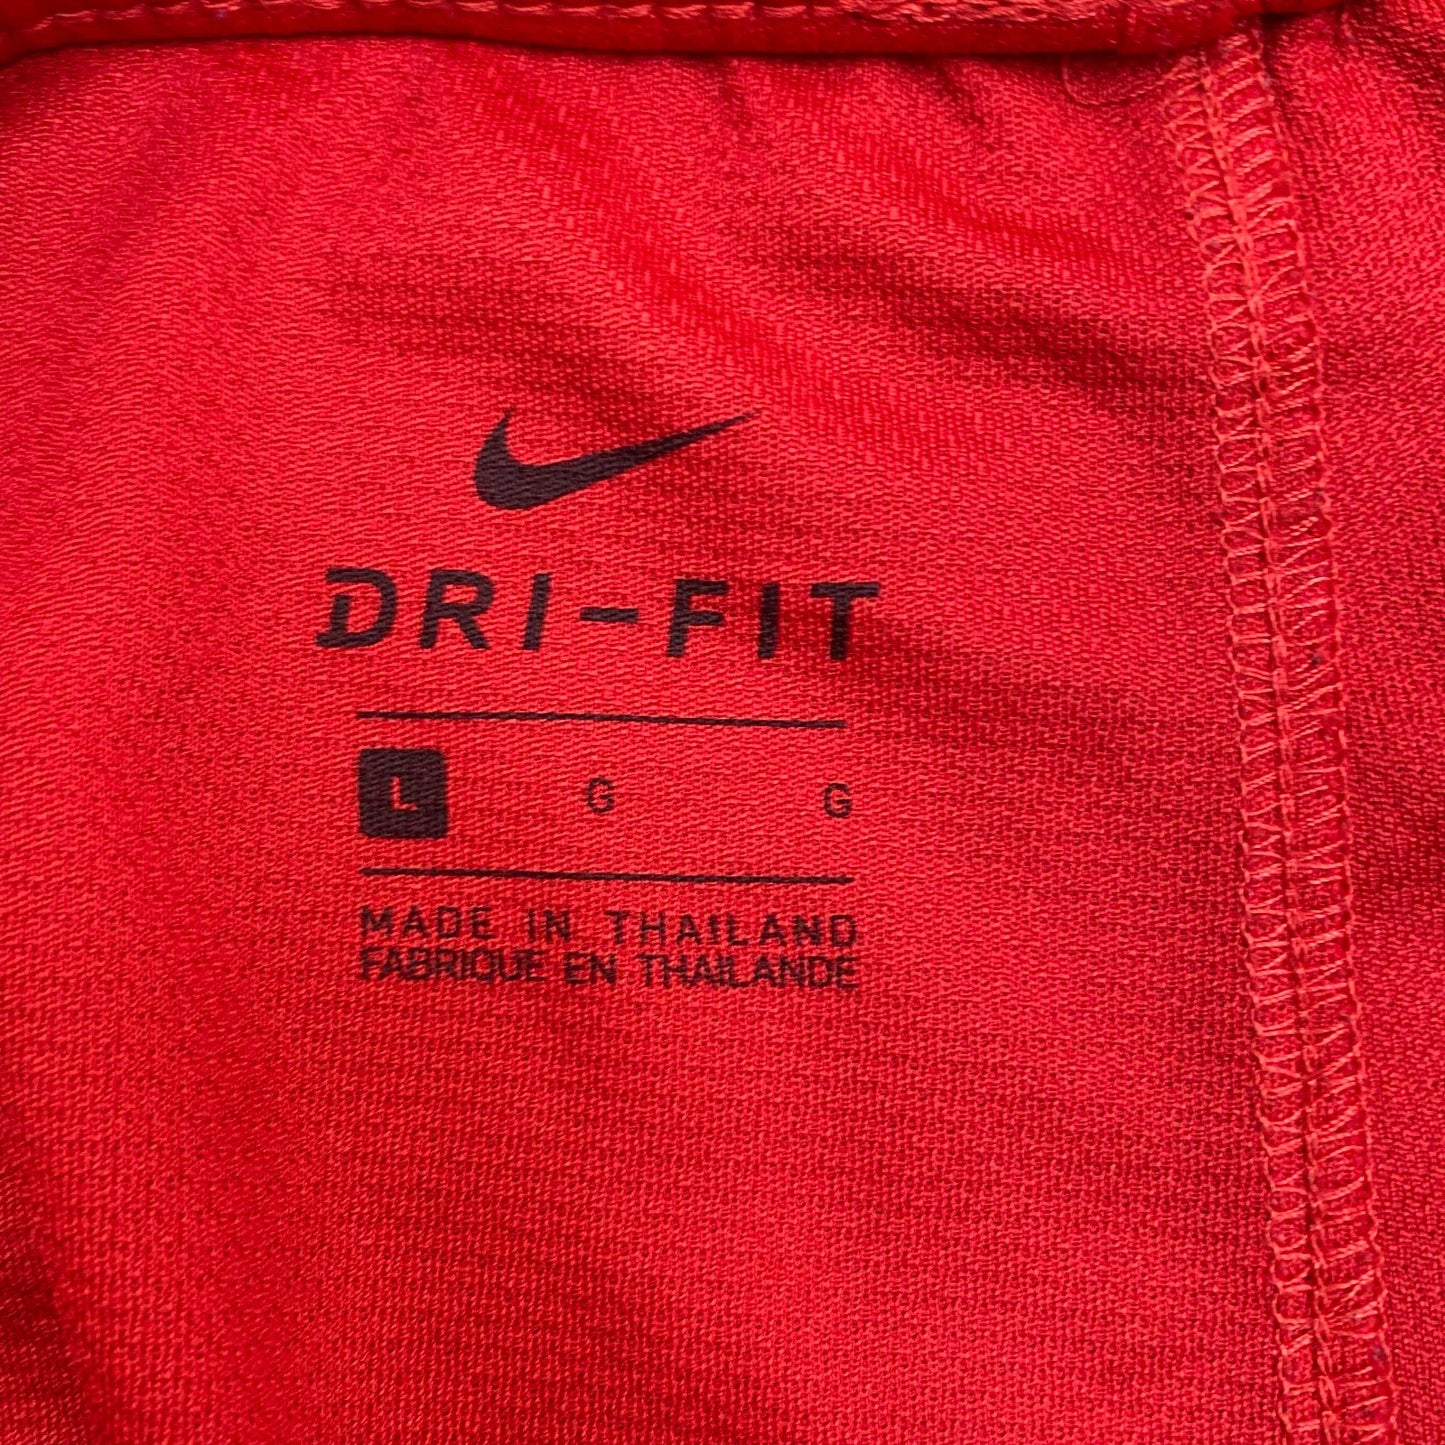 DRI-FIT
L G G
MADE IN THAILAND
FABRIQUE EN THAILANDE